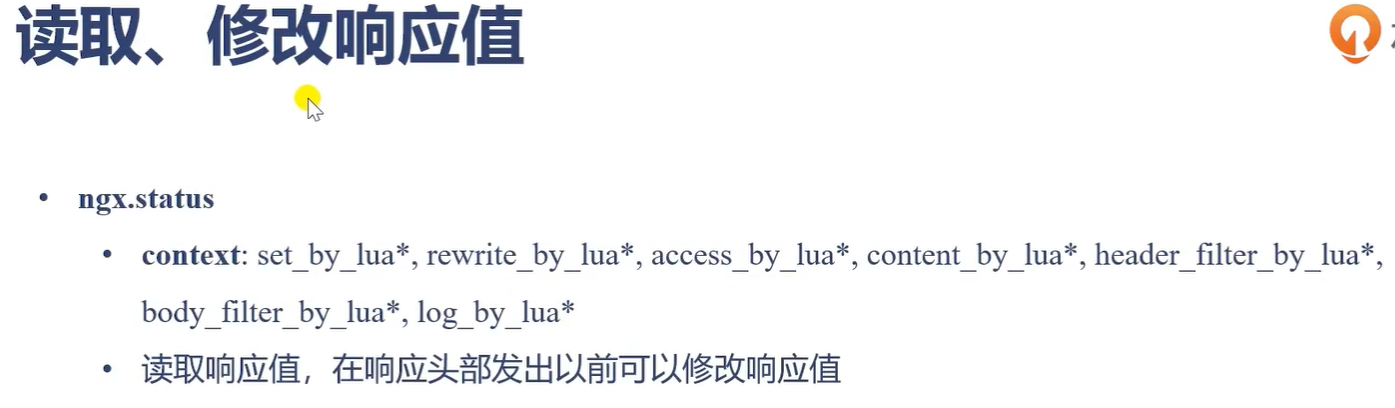 读取、修改响应值
• ngx.status
• context: set_by_lua*, rewrite_by_lua*, access_by_lua*, content_by_lua*, header_filter_by_lua*,
body_filter_by_lua*, log_by_lua*
• 读取响应值，在响应头部发出以前可以修改响应值